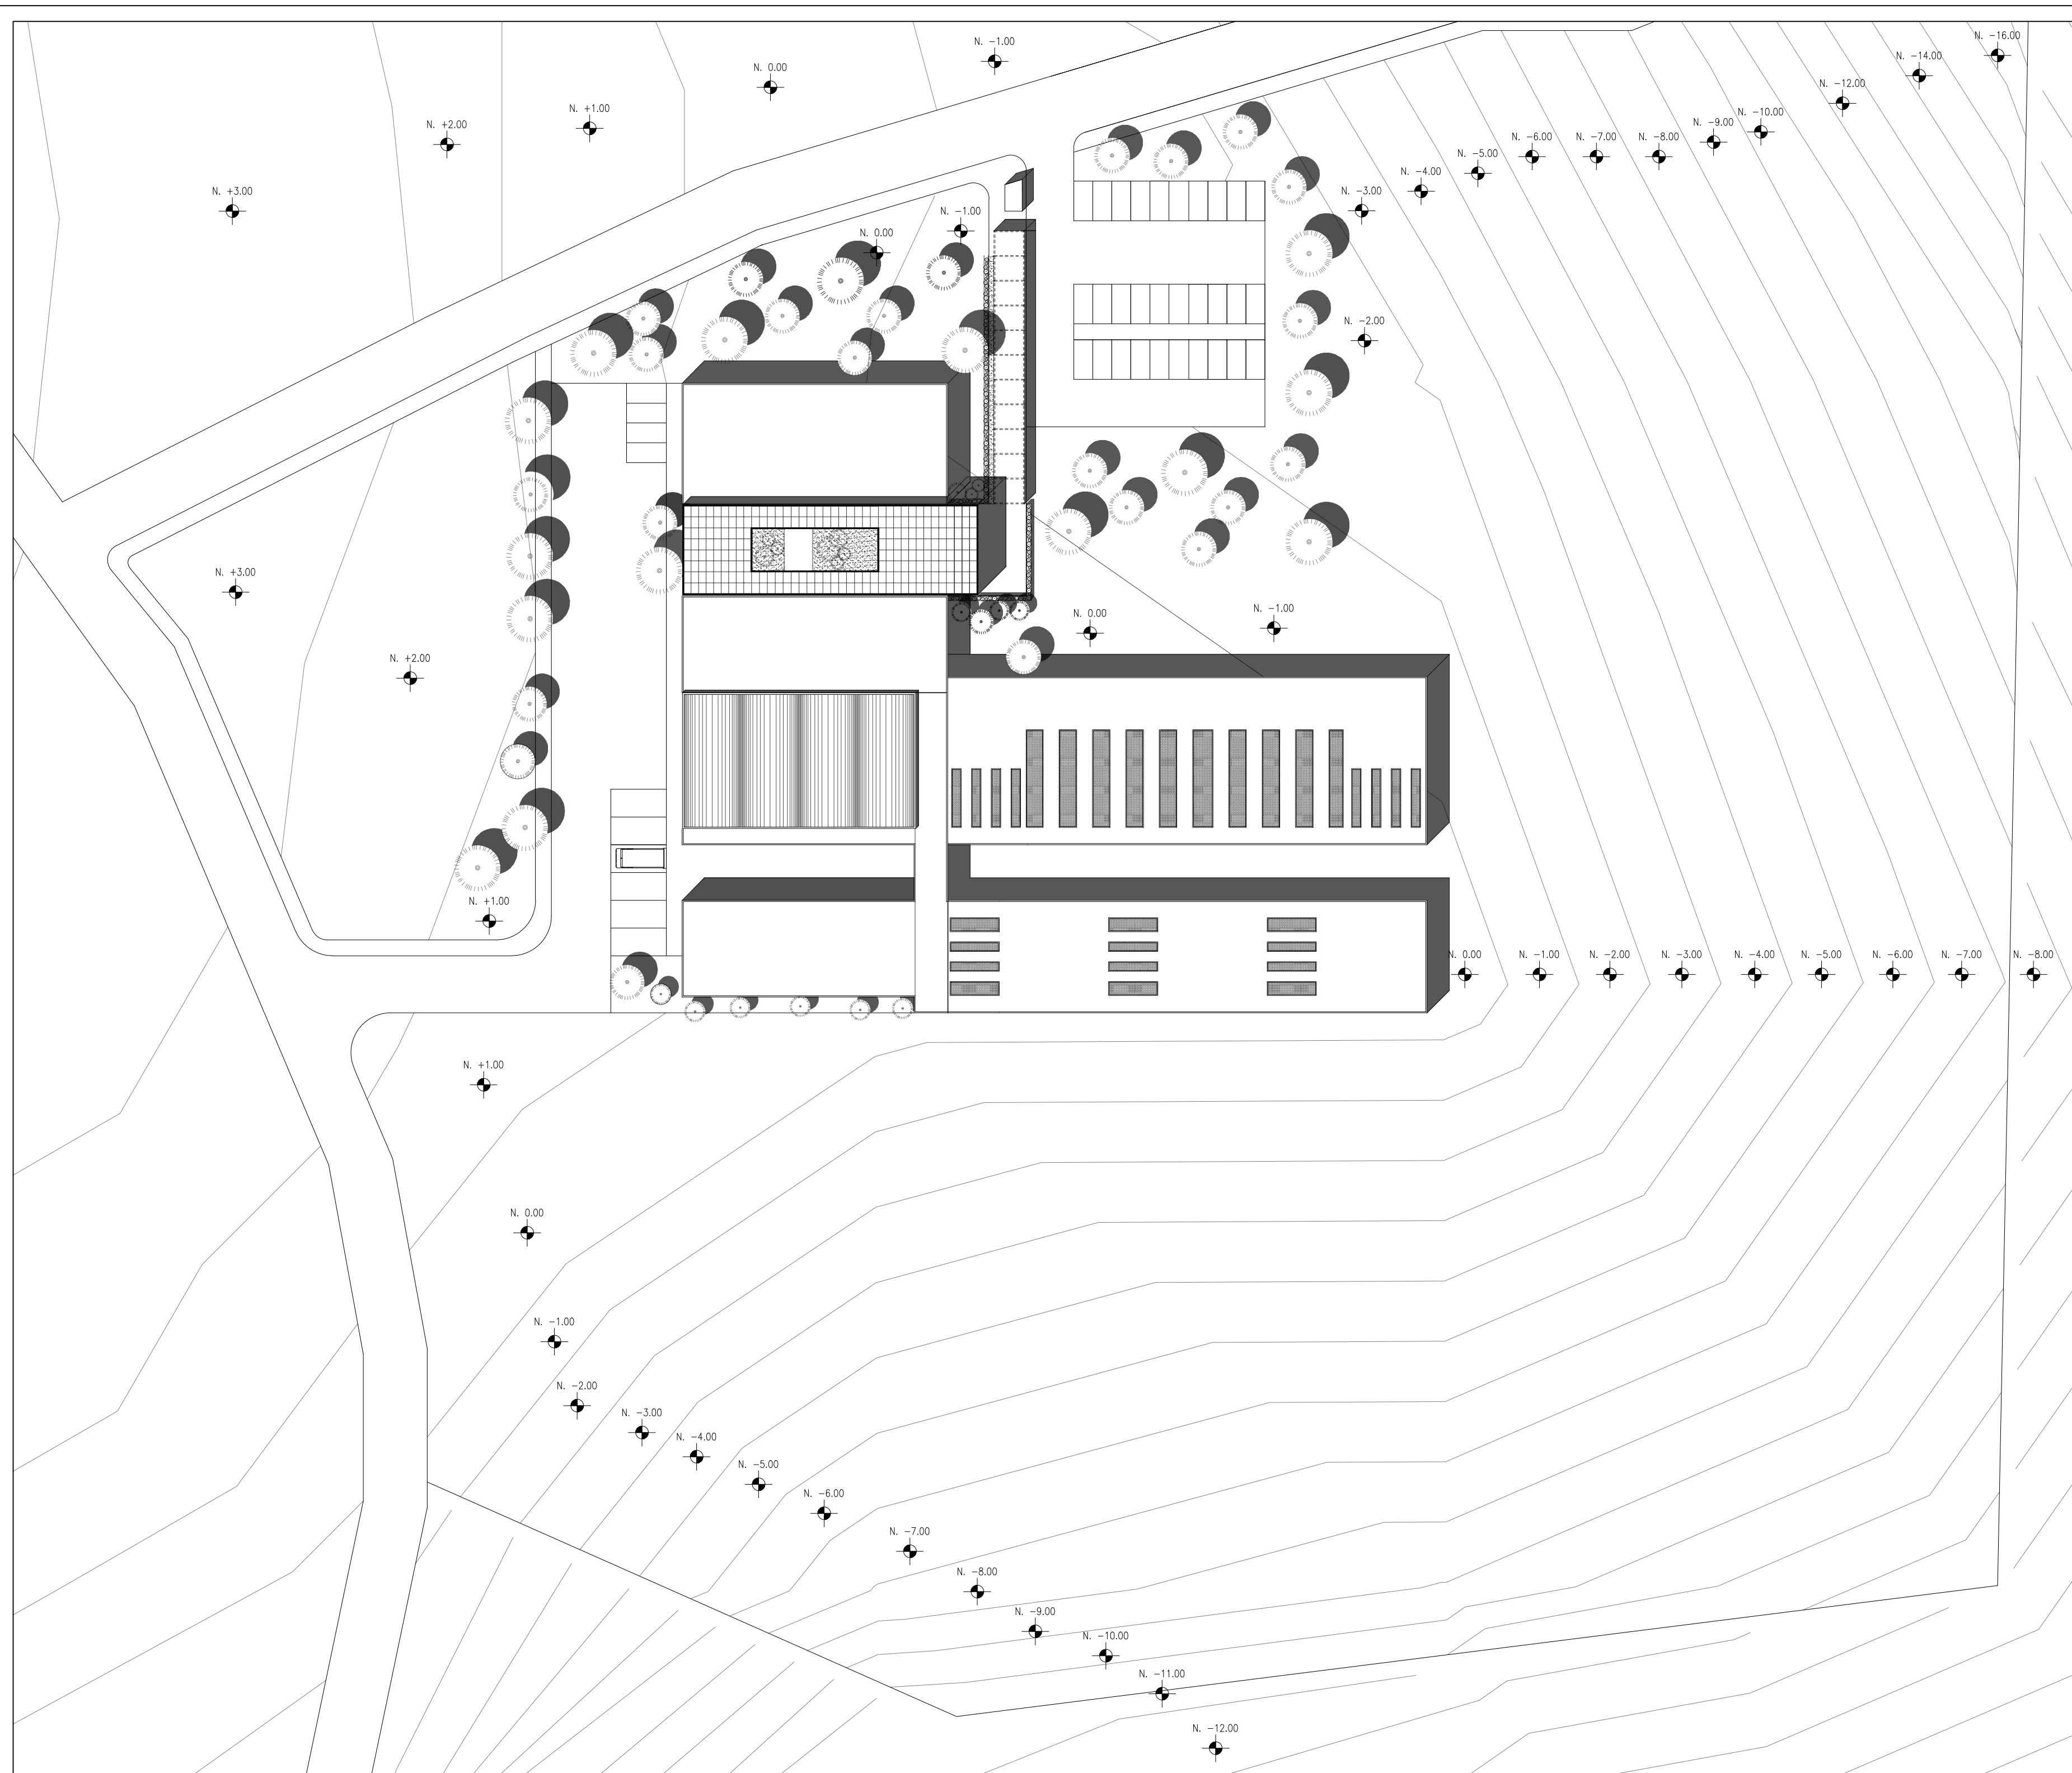 N. -1.00
N. -16.00
N. 0.00
N. -14.00
N. -12.00
N. +1.00
N. -10.00
N. +2.00
N. -9.00
N. -6.00
N. -7.00
N. -8.00
N. -5.00
N. -4.00
N. +3.00
N. -3.00
N. -1.00
N. 0.00
N. -2.00
N. +3.00
N. 0.00
N. -1.00
N. +2.00
N. +1.00
N. 0.00
N. -1.00
N. -2.00
N. -3.00
N. -4.00
N. -5.00
N. -6.00
N. -7.00
N. -8.00
N. +1.00
N. 0.00
N. -1.00
N. -2.00
N. -3.00
N. -4.00
N. -5.00
N. -6.00
N. -7.00
N. -8.00
N. -9.00
N. -10.00
N. -11.00
N. -12.00